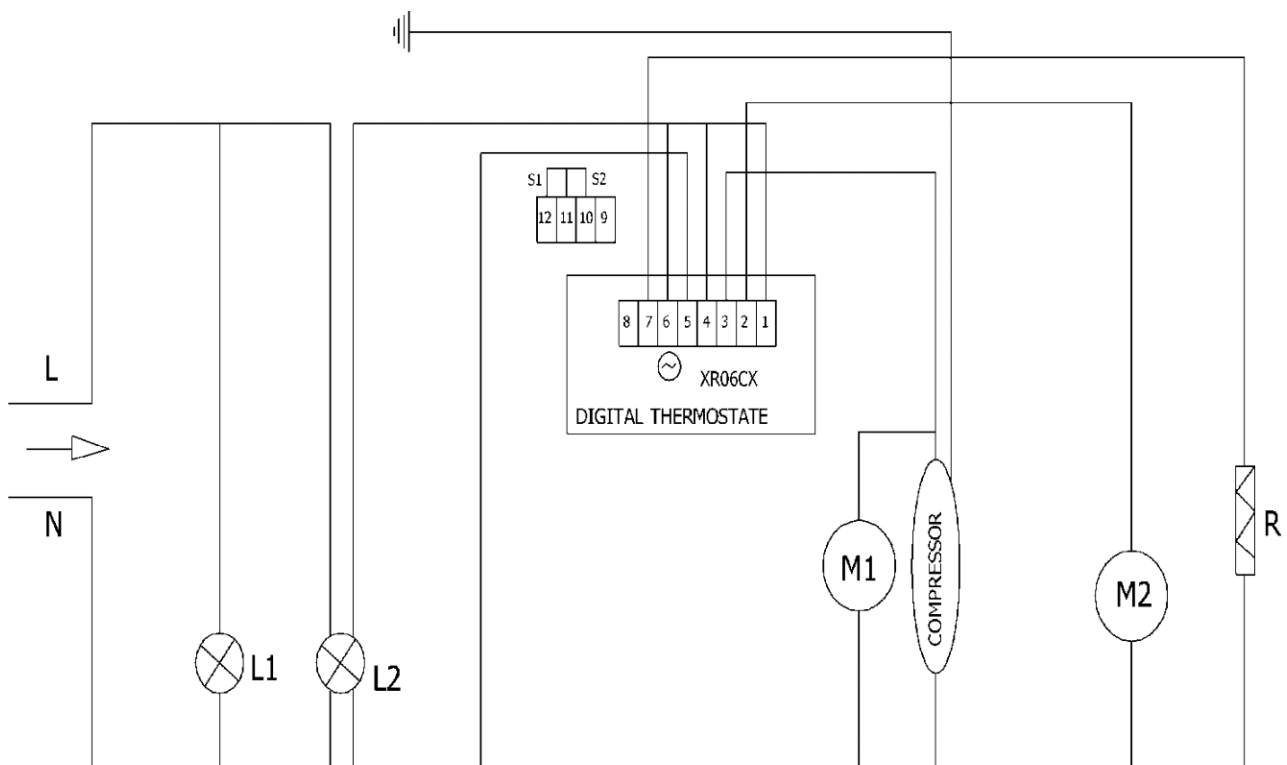 S1 S2
12 11 10 9
8 7 6 5 4 3 2 1
L
XR06CX
DIGITAL THERMOSTATE
N
R
M1
COMPRESSOR
M2
L1
L2